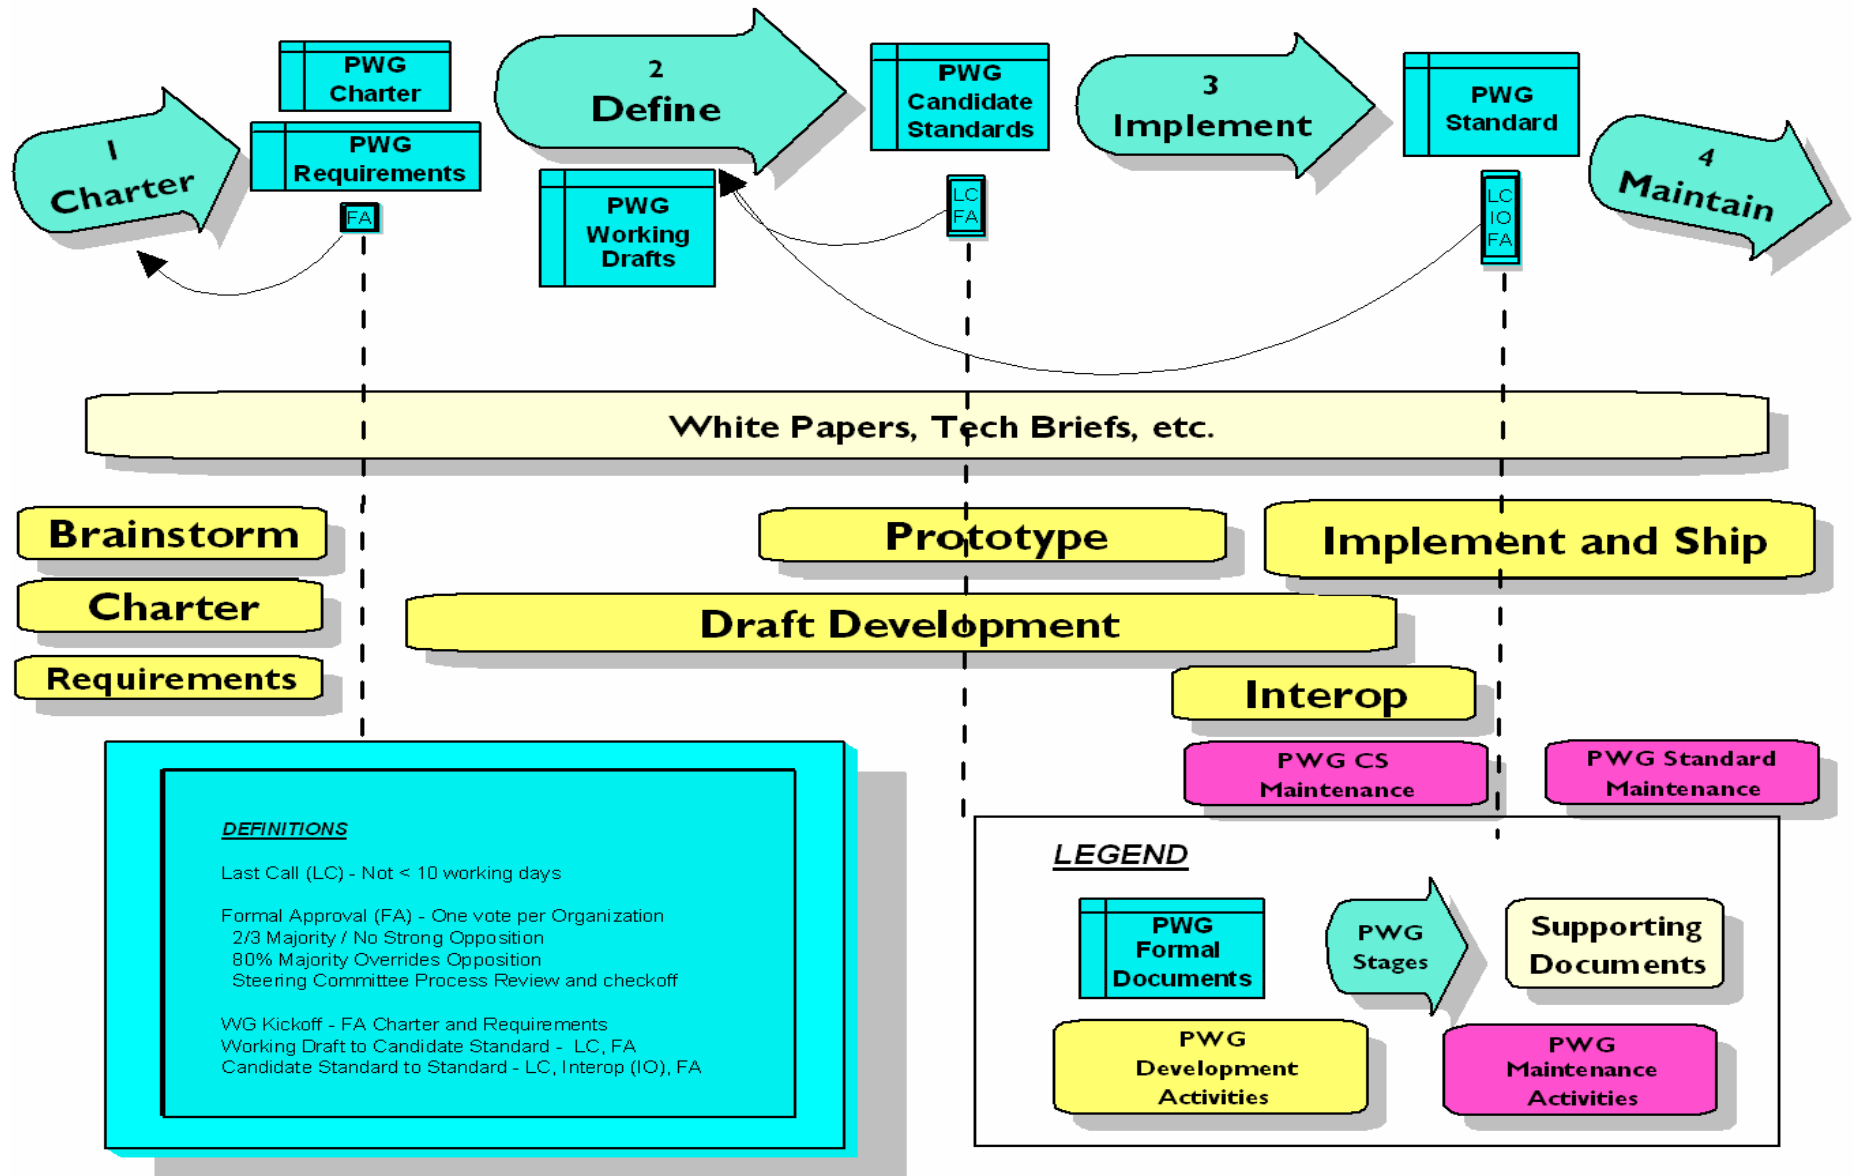 1
Charter
PWG
Charter
PWG
Requirements
FA
2
Define
PWG
Working
Drafts
PWG
Candidate
Standards
LC
FA
3
Implement
PWG
Standard
LC
IO
FA
4
Maintain
White Papers, Tech Briefs, etc.
Brainstorm
Charter
Requirements
Prototype
Implement and Ship
Draft Development
Interop
PWG CS
Maintenance
PWG Standard
Maintenance
DEFINITIONS
Last Call (LC) - Not < 10 working days
Formal Approval (FA) - One vote per Organization
2/3 Majority / No Strong Opposition
80% Majority Overrides Opposition
Steering Committee Process Review and checkoff
WG Kickoff - FA Charter and Requirements
Working Draft to Candidate Standard - LC, FA
Candidate Standard to Standard - LC, Interop (IO), FA
LEGEND
PWG
Formal
Documents
PWG
Stages
Supporting
Documents
PWG
Development
Activities
PWG
Maintenance
Activities